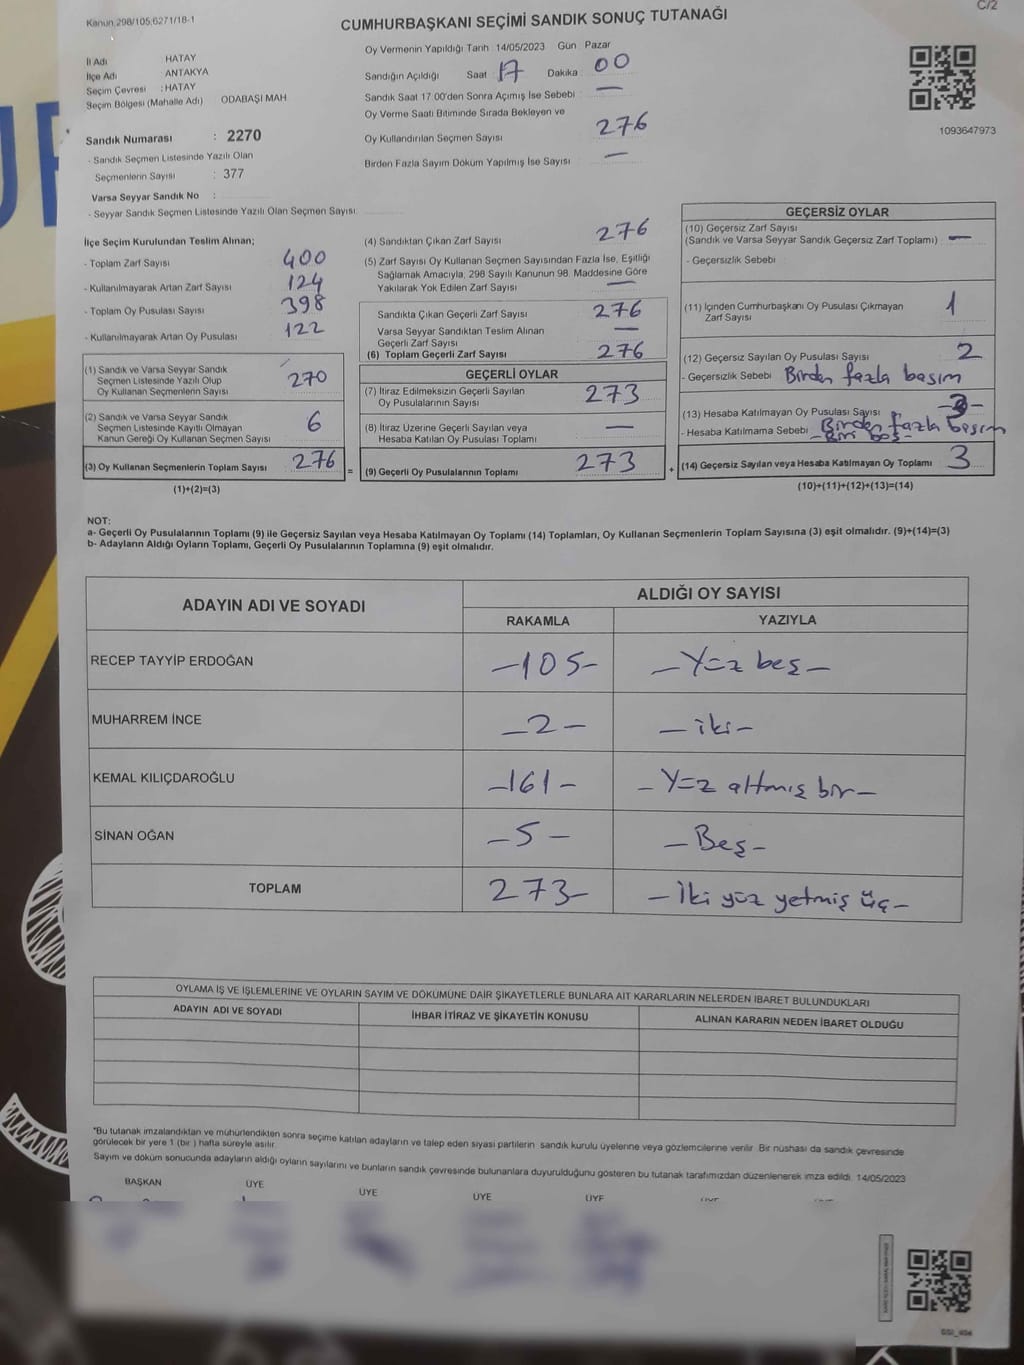 Kanun 298/105;6271/18-1
C/2
CUMHURBAŞKANI SEÇİMİ SANDIK SONUÇ TUTANAĞI
İl Adı HATAY
İlçe Adı ANTAKYA
Seçim Çevresi : HATAY
Seçim Bölgesi (Mahalle Adı) ODABAŞI MAH
Sandık Numarası : 2270
- Sandık Seçmen Listesinde Yazılı Olan
Seçmenlerin Sayısı : 377
Varsa Seyyar Sandık No :
- Seyyar Sandık Seçmen Listesinde Yazılı Olan Seçmen Sayısı
Oy Vermenin Yapıldığı Tarih 14/05/2023 Gün Pazar
Sandığın Açıldığı Saat 17 Dakika 00
Sandık Saat 17.00'den Sonra Açımış İse Sebebi —
Oy Verme Saati Bitiminde Sırada Bekleyen ve
Oy Kullandırılan Seçmen Sayısı 276
Birden Fazla Sayım Döküm Yapılmış İse Sayısı —
1093647973
İlçe Seçim Kurulundan Teslim Alınan;
- Toplam Zarf Sayısı 400
- Kullanılmayarak Artan Zarf Sayısı 124
- Toplam Oy Pusulası Sayısı 398
- Kullanılmayarak Artan Oy Pusulası 122
(1) Sandık ve Varsa Seyyar Sandık
Seçmen Listesinde Yazılı Olup
Oy Kullanan Seçmenlerin Sayısı 270
(2) Sandık ve Varsa Seyyar Sandık
Seçmen Listesinde Kayıtlı Olmayan
Kanun Gereği Oy Kullanan Seçmen Sayısı 6
(3) Oy Kullanan Seçmenlerin Toplam Sayısı 276 =
(1)+(2)=(3)
(4) Sandıktan Çıkan Zarf Sayısı 276
(5) Zarf Sayısı Oy Kullanan Seçmen Sayısından Fazla İse, Eşitliği
Sağlamak Amacıyla, 298 Sayılı Kanunun 98. Maddesine Göre
Yakılarak Yok Edilen Zarf Sayısı —
Sandıkta Çıkan Geçerli Zarf Sayısı 276
Varsa Seyyar Sandıktan Teslim Alınan
Geçerli Zarf Sayısı —
(6) Toplam Geçerli Zarf Sayısı 276
GEÇERLİ OYLAR
(7) İtiraz Edilmeksizin Geçerli Sayılan
Oy Pusulalarının Sayısı 273
(8) İtiraz Üzerine Geçerli Sayılan veya
Hesaba Katılan Oy Pusulası Toplamı —
(9) Geçerli Oy Pusulalarının Toplamı 273 +
GEÇERSİZ OYLAR
(10) Geçersiz Zarf Sayısı
(Sandık ve Varsa Seyyar Sandık Geçersiz Zarf Toplamı) —
- Geçersizlik Sebebi
(11) İçinden Cumhurbaşkanı Oy Pusulası Çıkmayan
Zarf Sayısı 1
(12) Geçersiz Sayılan Oy Pusulası Sayısı 2
- Geçersizlik Sebebi Birden fazla basım
(13) Hesaba Katılmayan Oy Pusulası Sayısı
- Hesaba Katılmama Sebebi Birden fazla basım
(14) Geçersiz Sayılan veya Hesaba Katılmayan Oy Toplamı 3
(10)+(11)+(12)+(13)=(14)
NOT:
a- Geçerli Oy Pusulalarının Toplamı (9) ile Geçersiz Sayılan veya Hesaba Katılmayan Oy Toplamı (14) Toplamları, Oy Kullanan Seçmenlerin Toplam Sayısına (3) eşit olmalıdır. (9)+(14)=(3)
b- Adayların Aldığı Oyların Toplamı, Geçerli Oy Pusulalarının Toplamına (9) eşit olmalıdır.
ADAYIN ADI VE SOYADI ALDIĞI OY SAYISI
RAKAMLA YAZIYLA
RECEP TAYYİP ERDOĞAN -105- - Yüz beş -
MUHARREM İNCE - 2 - - iki -
KEMAL KILIÇDAROĞLU -161- - Yüz altmış bir -
SİNAN OĞAN - 5 - - Beş -
TOPLAM 273- - İki yüz yetmiş üç -
OYLAMA İŞ VE İŞLEMLERİNE VE OYLARIN SAYIM VE DÖKÜMÜNE DAİR ŞİKAYETLERLE BUNLARA AİT KARARLARIN NELERDEN İBARET BULUNDUKLARI
ADAYIN ADI VE SOYADI İHBAR İTİRAZ VE ŞİKAYETİN KONUSU ALINAN KARARIN NEDEN İBARET OLDUĞU
*Bu tutanak imzalandıktan ve mühürlendikten sonra seçime katılan adayların ve talep eden siyasi partilerin sandık kurulu üyelerine veya gözlemcilerine verilir. Bir nüshası da sandık çevresinde
görülecek bir yere 1 (bir ) hafta süreyle asılır.
Sayım ve döküm sonucunda adayların aldığı oyların sayılarını ve bunların sandık çevresinde bulunanlara duyurulduğunu gösteren bu tutanak tarafımızdan düzenlenerek imza edildi. 14/05/2023
BAŞKAN ÜYE ÜYE ÜYE ÜYE